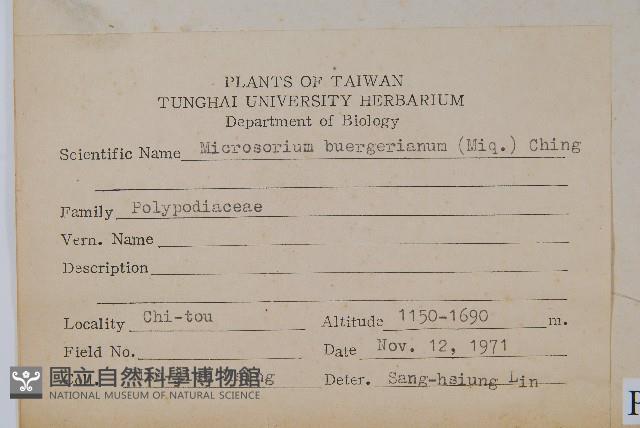 PLANTS OF TAIWAN
TUNGHAI UNIVERSITY HERBARIUM
Department of Biology
Scientific Name Microsorium buergerianum (Miq.) Ching
Family Polypodiaceae
Vern. Name
Description
Locality Chi-tou Altitude 1150-1690 m.
Field No. Date Nov. 12, 1971
Deter. Sang-hsiung Lin
國立自然科學博物館
NATIONAL MUSEUM OF NATURAL SCIENCE